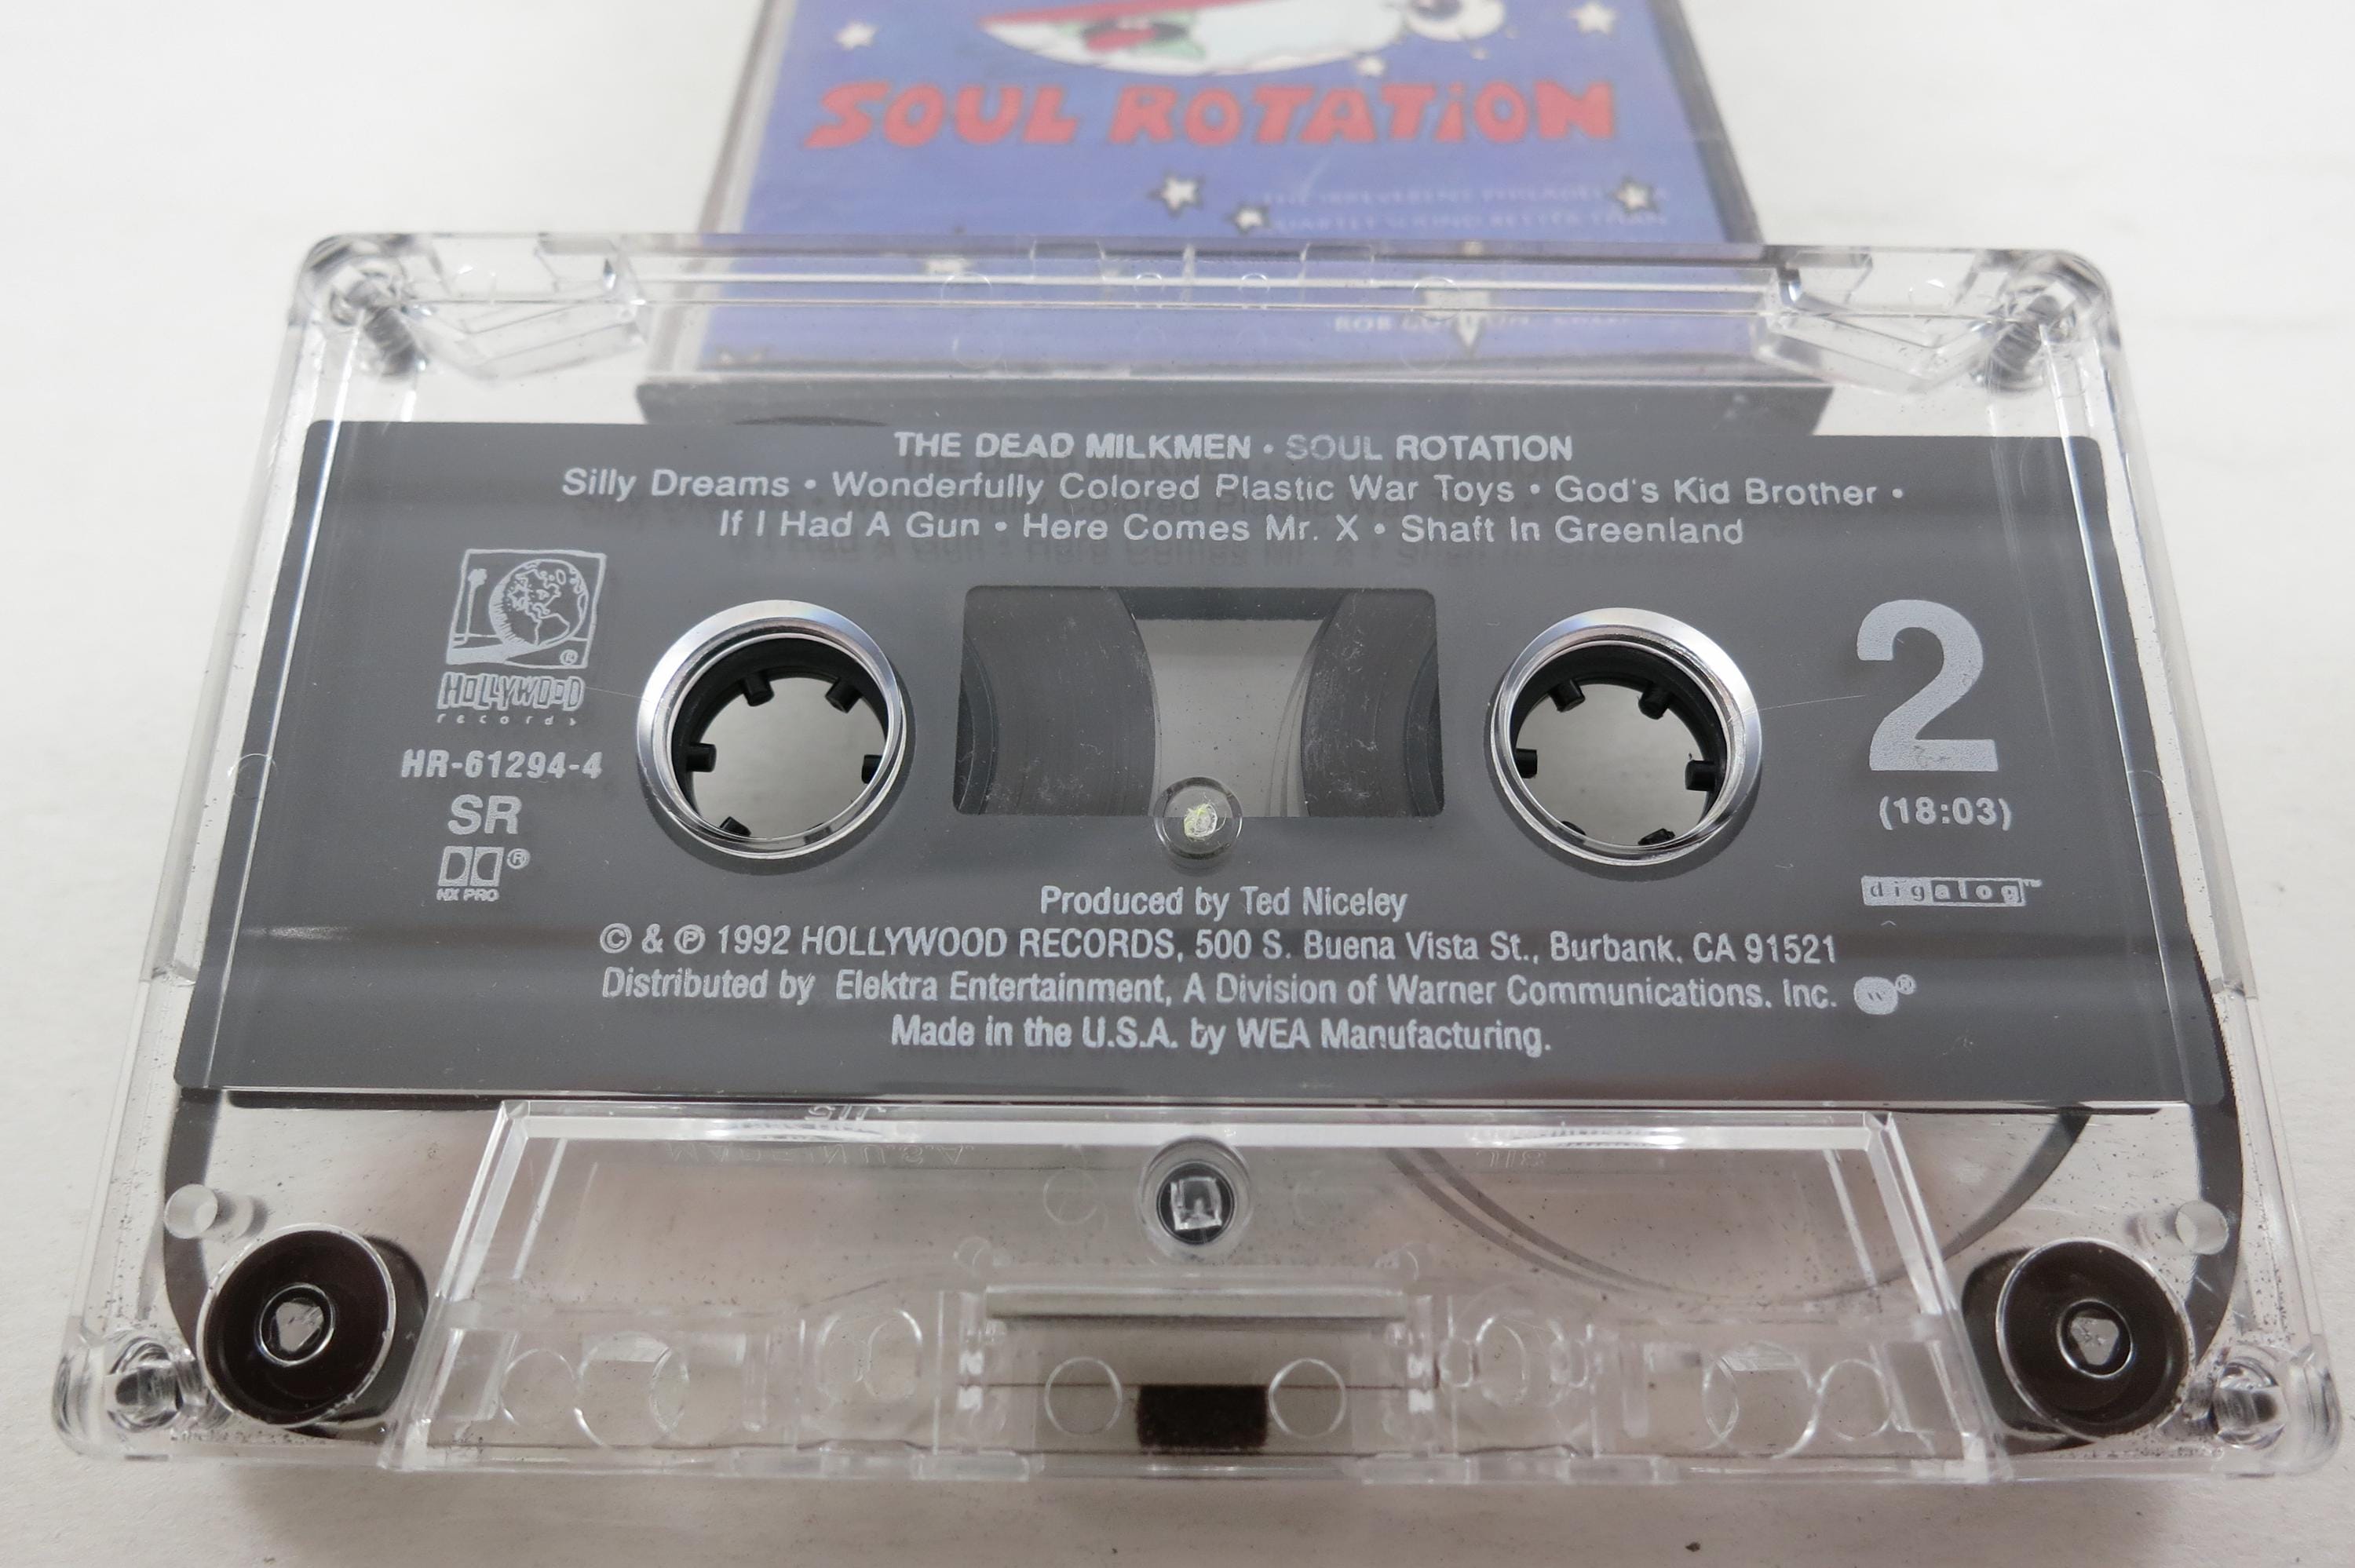 SOUL ROTATION
THE DEAD MILKMEN • SOUL ROTATION
Silly Dreams • Wonderfully Colored Plastic War Toys • God's Kid Brother •
If I Had A Gun • Here Comes Mr. X • Shaft In Greenland
HOLLYWOOD
records
HR-61294-4
SR
HX PRO
2
(18:03)
digalog™
Produced by Ted Niceley
© & ℗ 1992 HOLLYWOOD RECORDS, 500 S. Buena Vista St., Burbank, CA 91521
Distributed by Elektra Entertainment, A Division of Warner Communications, Inc. w®
Made in the U.S.A. by WEA Manufacturing.